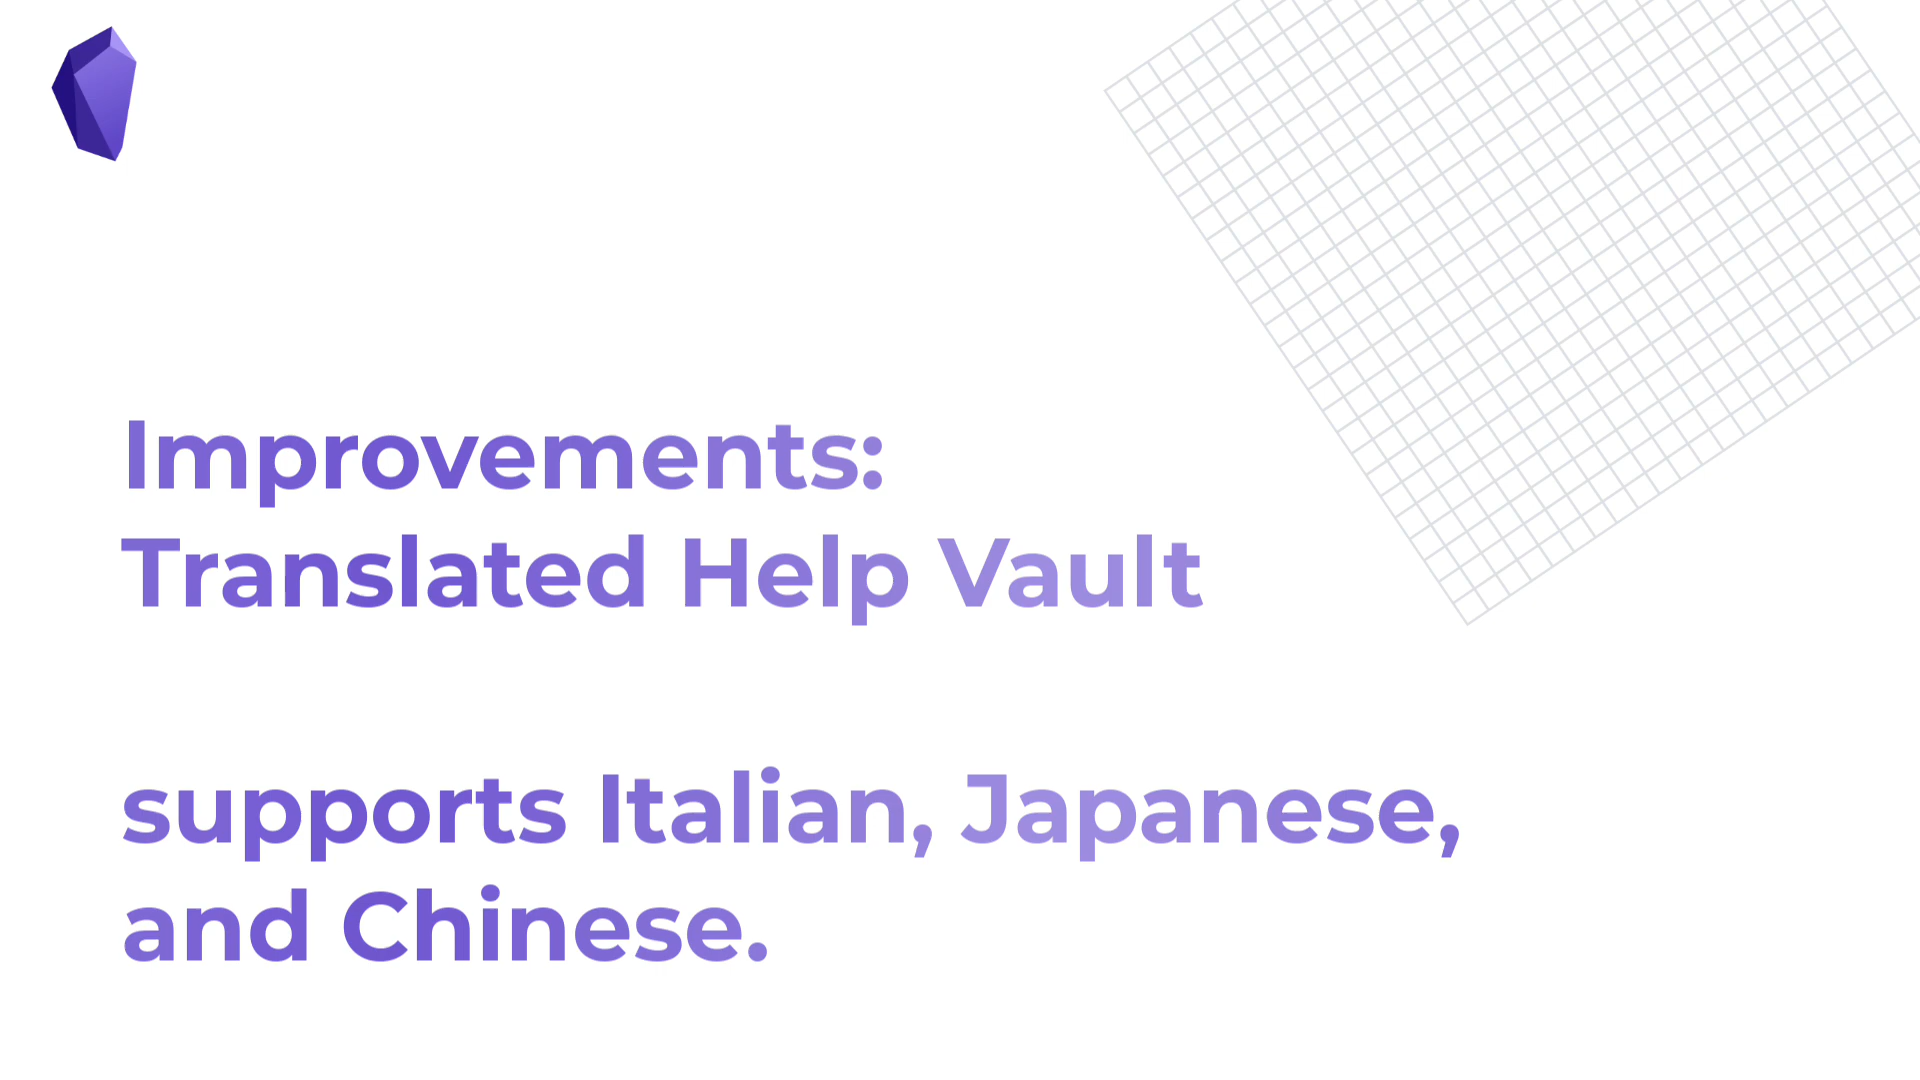 Improvements:
Translated Help Vault
supports Italian, Japanese,
and Chinese.